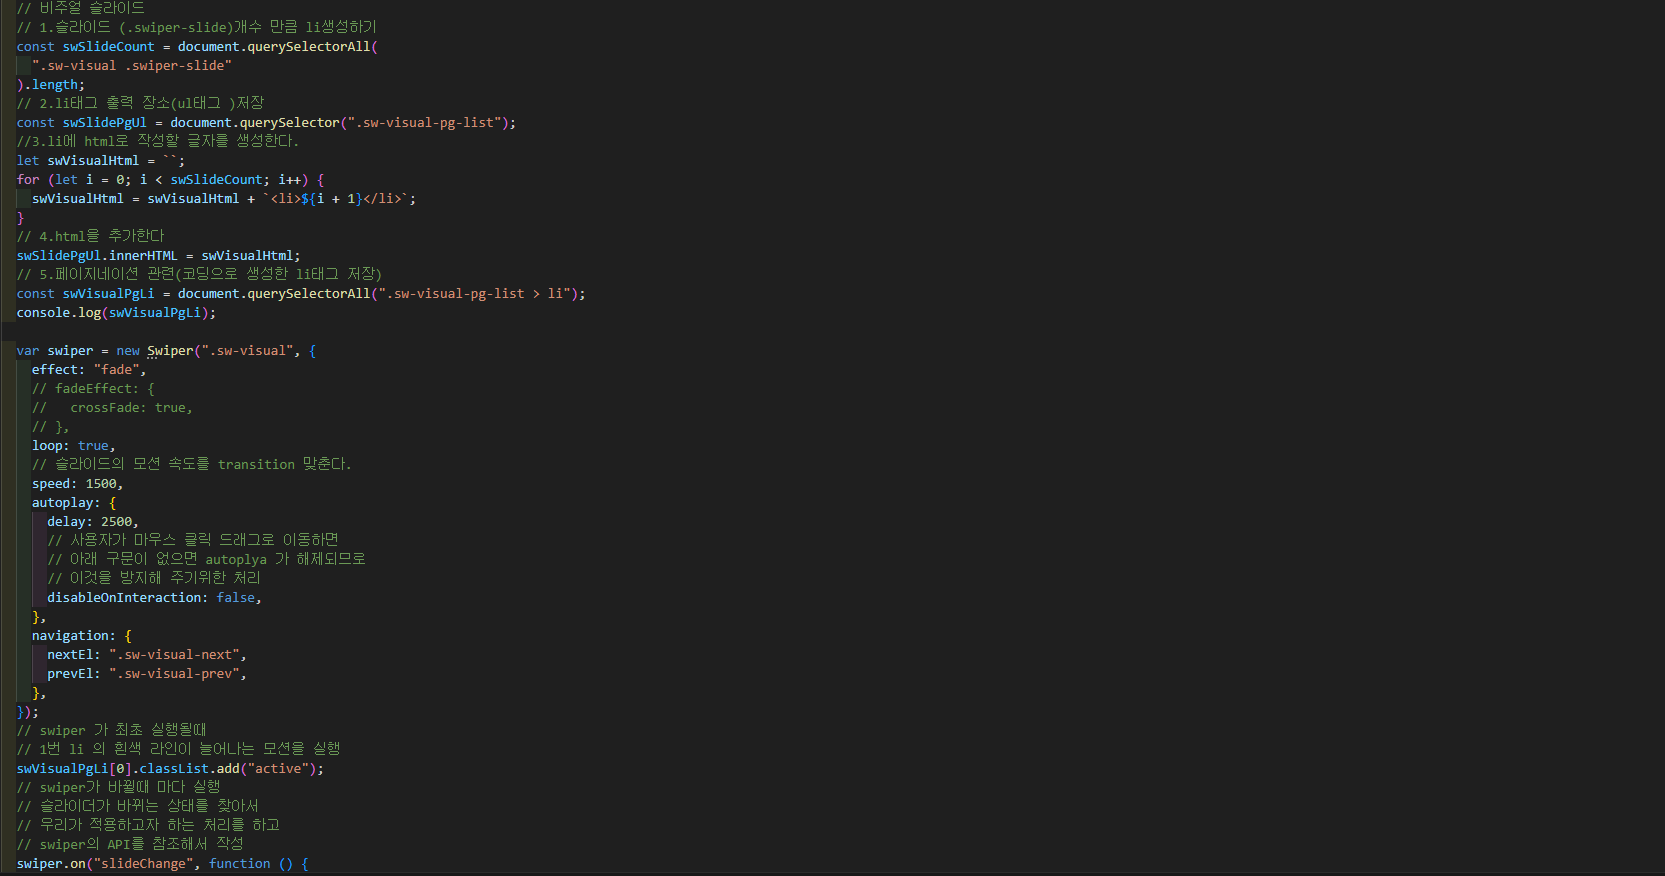 // 비주얼 슬라이드
// 1.슬라이드 (.swiper-slide)개수 만큼 li생성하기
const swSlideCount = document.querySelectorAll(
".sw-visual .swiper-slide"
).length;
// 2.li태그 출력 장소(ul태그 )저장
const swSlidePgUl = document.querySelector(".sw-visual-pg-list");
//3.li에 html로 작성할 글자를 생성한다.
let swVisualHtml = ``;
for (let i = 0; i < swSlideCount; i++) {
swVisualHtml = swVisualHtml + `<li>${i + 1}</li>`;
}
// 4.html을 추가한다
swSlidePgUl.innerHTML = swVisualHtml;
// 5.페이지네이션 관련(코딩으로 생성한 li태그 저장)
const swVisualPgLi = document.querySelectorAll(".sw-visual-pg-list > li");
console.log(swVisualPgLi);
var swiper = new Swiper(".sw-visual", {
effect: "fade",
// fadeEffect: {
//   crossFade: true,
// },
loop: true,
// 슬라이드의 모션 속도를 transition 맞춘다.
speed: 1500,
autoplay: {
delay: 2500,
// 사용자가 마우스 클릭 드래그로 이동하면
// 아래 구문이 없으면 autoplya 가 해제되므로
// 이것을 방지해 주기위한 처리
disableOnInteraction: false,
},
navigation: {
nextEl: ".sw-visual-next",
prevEl: ".sw-visual-prev",
},
});
// swiper 가 최초 실행될때
// 1번 li 의 흰색 라인이 늘어나는 모션을 실행
swVisualPgLi[0].classList.add("active");
// swiper가 바뀔때 마다 실행
// 슬라이더가 바뀌는 상태를 찾아서
// 우리가 적용하고자 하는 처리를 하고
// swiper의 API를 참조해서 작성
swiper.on("slideChange", function () {